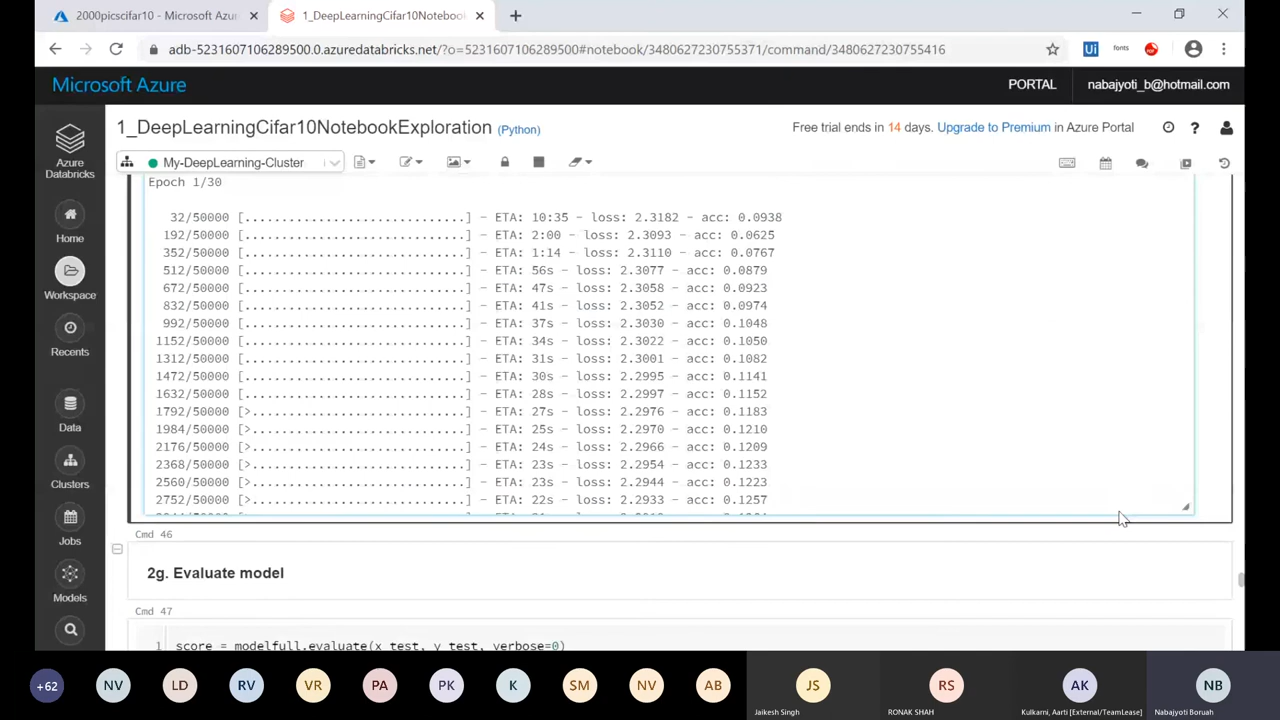 2000picscifar10 - Microsoft Azure
1_DeepLearningCifar10Notebook
adb-5231607106289500.0.azuredatabricks.net/?o=5231607106289500#notebook/3480627230755371/command/3480627230755416
Ui
fonts
Microsoft Azure
PORTAL
nabajyoti_b@hotmail.com
1_DeepLearningCifar10NotebookExploration (Python)
Free trial ends in 14 days. Upgrade to Premium in Azure Portal
?
My-DeepLearning-Cluster
Azure
Databricks
Home
Workspace
Recents
Data
Clusters
Jobs
Models
Epoch 1/30
32/50000 [..............................] - ETA: 10:35 - loss: 2.3182 - acc: 0.0938
192/50000 [..............................] - ETA: 2:00 - loss: 2.3093 - acc: 0.0625
352/50000 [..............................] - ETA: 1:14 - loss: 2.3110 - acc: 0.0767
512/50000 [..............................] - ETA: 56s - loss: 2.3077 - acc: 0.0879
672/50000 [..............................] - ETA: 47s - loss: 2.3058 - acc: 0.0923
832/50000 [..............................] - ETA: 41s - loss: 2.3052 - acc: 0.0974
992/50000 [..............................] - ETA: 37s - loss: 2.3030 - acc: 0.1048
1152/50000 [..............................] - ETA: 34s - loss: 2.3022 - acc: 0.1050
1312/50000 [..............................] - ETA: 31s - loss: 2.3001 - acc: 0.1082
1472/50000 [..............................] - ETA: 30s - loss: 2.2995 - acc: 0.1141
1632/50000 [..............................] - ETA: 28s - loss: 2.2997 - acc: 0.1152
1792/50000 [>.............................] - ETA: 27s - loss: 2.2976 - acc: 0.1183
1984/50000 [>.............................] - ETA: 25s - loss: 2.2970 - acc: 0.1210
2176/50000 [>.............................] - ETA: 24s - loss: 2.2966 - acc: 0.1209
2368/50000 [>.............................] - ETA: 23s - loss: 2.2954 - acc: 0.1233
2560/50000 [>.............................] - ETA: 23s - loss: 2.2944 - acc: 0.1223
2752/50000 [>.............................] - ETA: 22s - loss: 2.2933 - acc: 0.1257
Cmd 46
2g. Evaluate model
Cmd 47
1 score = modelfull.evaluate(x_test, y_test, verbose=0)
+62
NV
LD
RV
VR
PA
PK
K
SM
NV
AB
JS
RS
AK
NB
Jaikesh Singh
RONAK SHAH
Kulkarni, Aarti [External/TeamLease]
Nabajyoti Boruah